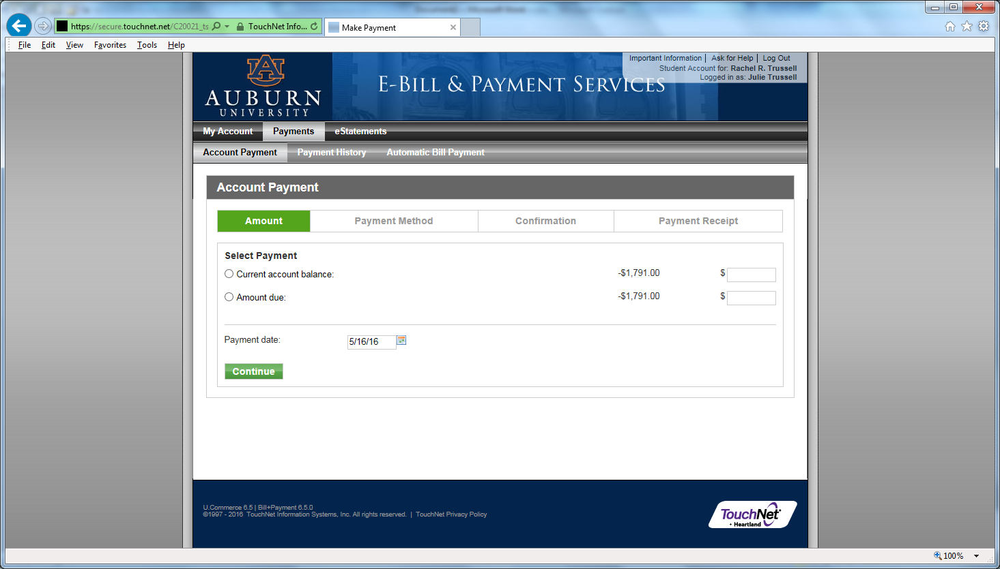 https://secure.touchnet.net/C20021_ts
TouchNet Info...
Make Payment
File Edit View Favorites Tools Help
AUBURN
UNIVERSITY
E-Bill & Payment Services
Important Information | Ask for Help | Log Out
Student Account for: Rachel R. Trussell
Logged in as: Julie Trussell
My Account Payments eStatements
Account Payment Payment History Automatic Bill Payment
Account Payment
Amount Payment Method Confirmation Payment Receipt
Select Payment
Current account balance: -$1,791.00 $
Amount due: -$1,791.00 $
Payment date: 5/16/16
Continue
U.Commerce 6.5 | Bill+Payment 6.5.0
©1997 - 2016 TouchNet Information Systems, Inc. All rights reserved. | TouchNet Privacy Policy
TouchNet
+ Heartland
100%